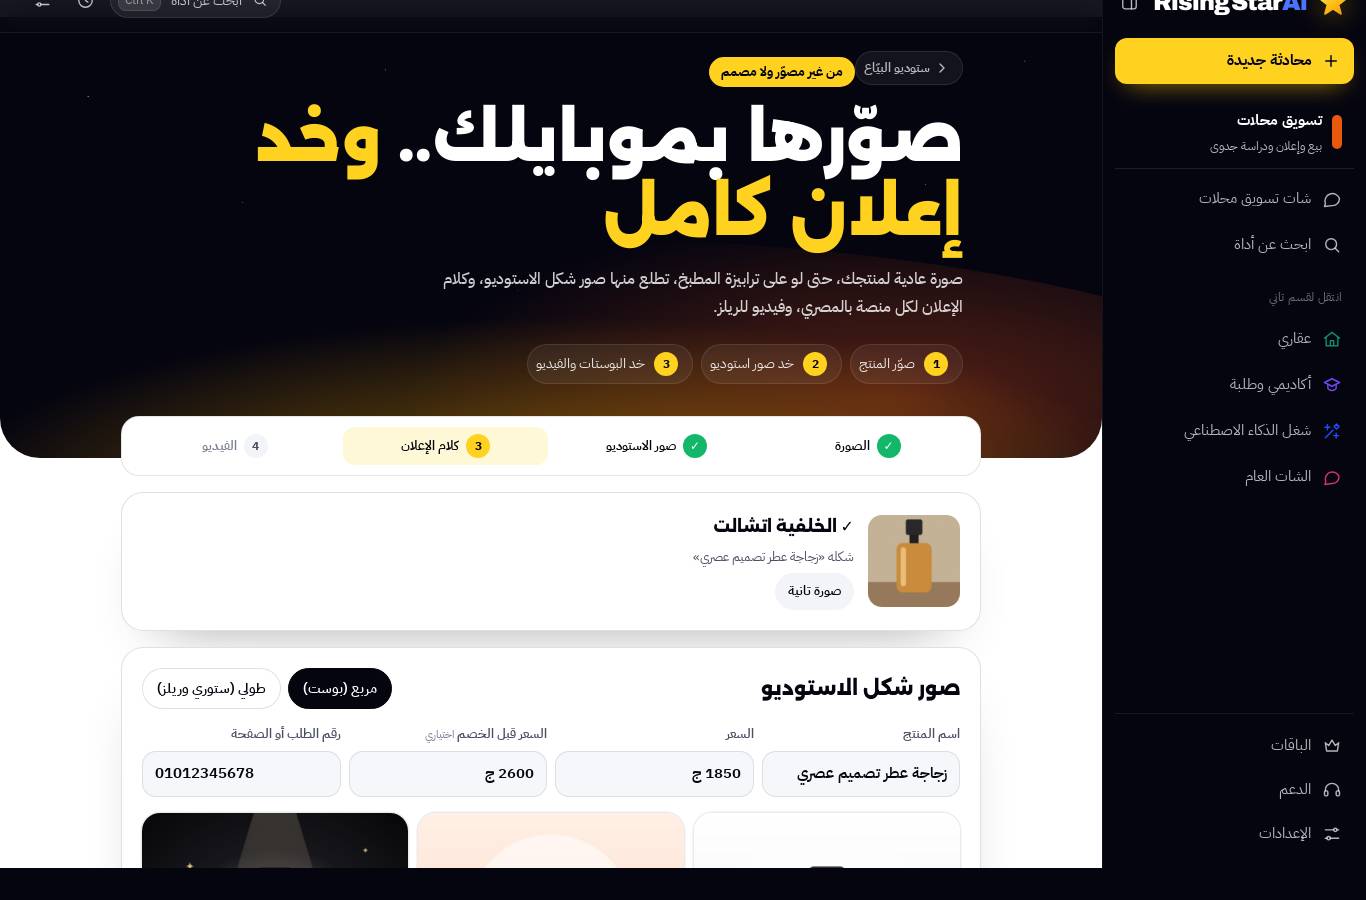 RisingStarAi
محادثة جديدة
تسويق محلات
بيع وإعلان ودراسة جدوى
شات تسويق محلات
ابحث عن أداة
انتقل لقسم تاني
عقاري
أكاديمي وطلبة
شغل الذكاء الاصطناعي
الشات العام
الباقات
الدعم
الإعدادات
ابحث عن أداة Ctrl K
ستوديو البيّاع
من غير مصوّر ولا مصمم
صوّرها بموبايلك.. وخد
إعلان كامل
صورة عادية لمنتجك، حتى لو على ترابيزة المطبخ، تطلع منها صور شكل الاستوديو، وكلام
الإعلان لكل منصة بالمصري، وفيديو للريلز.
1 صوّر المنتج
2 خد صور استوديو
3 خد البوستات والفيديو
✓ الصورة
✓ صور الاستوديو
3 كلام الإعلان
4 الفيديو
✓ الخلفية اتشالت
شكله «زجاجة عطر تصميم عصري»
صورة تانية
صور شكل الاستوديو
مربع (بوست)
طولي (ستوري وريلز)
اسم المنتج
السعر
السعر قبل الخصم اختياري
رقم الطلب أو الصفحة
زجاجة عطر تصميم عصري
1850 ج
2600 ج
01012345678